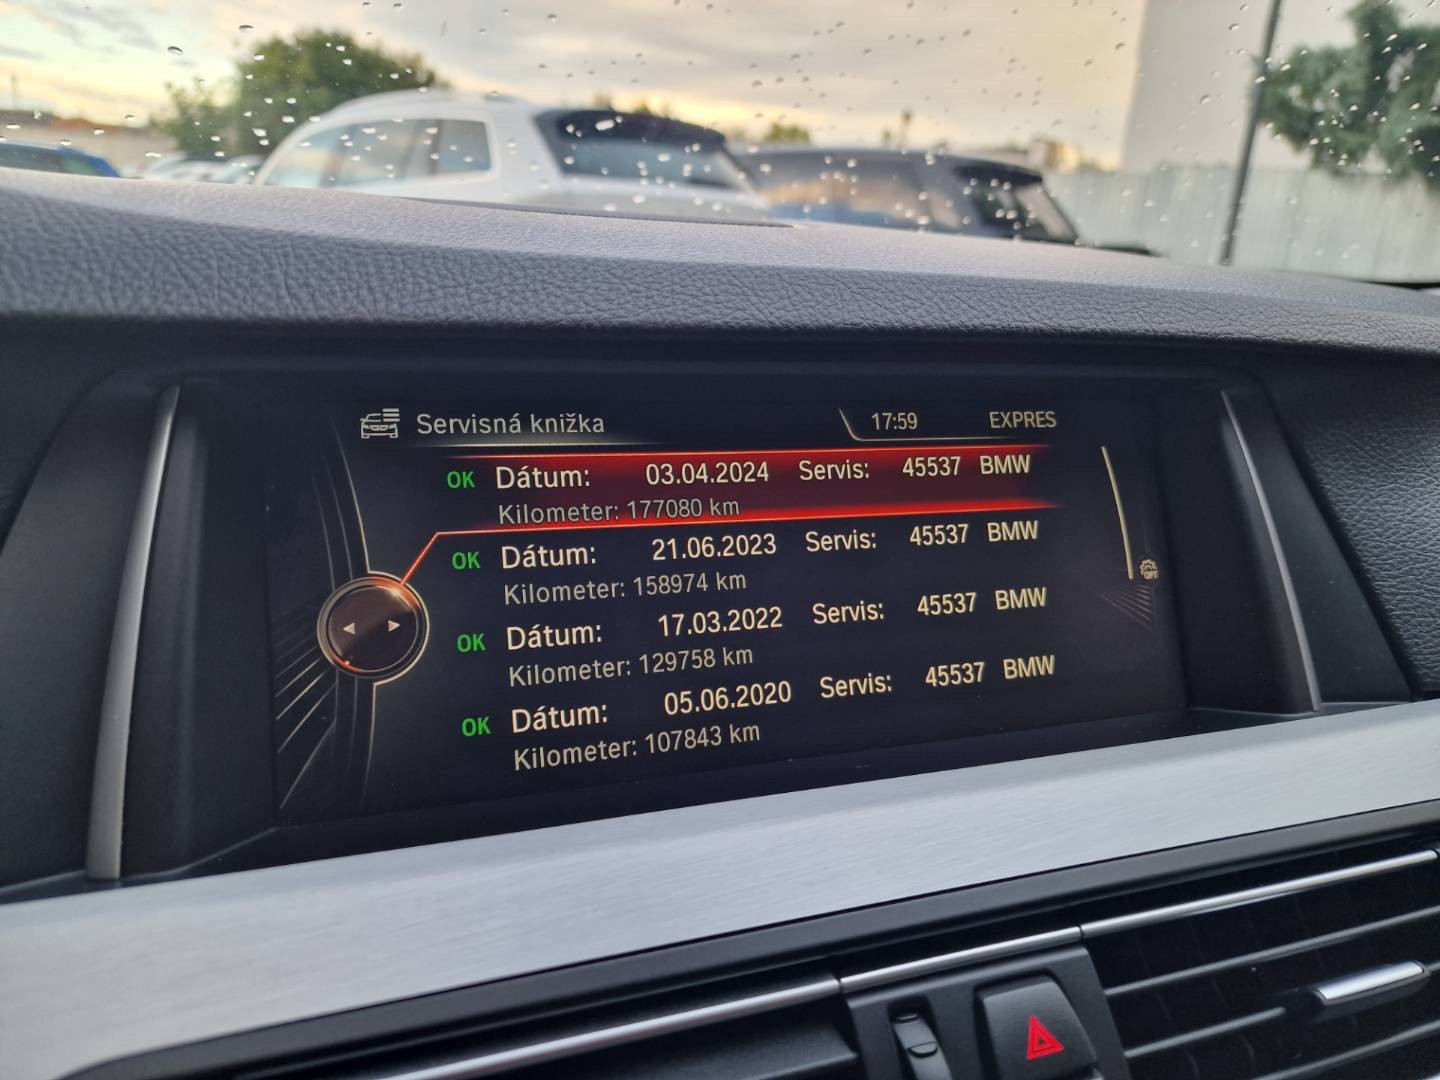 Servisná knižka 17:59 EXPRES
OK Dátum: 03.04.2024 Servis: 45537 BMW
Kilometer: 177080 km
OK Dátum: 21.06.2023 Servis: 45537 BMW
Kilometer: 158974 km
OK Dátum: 17.03.2022 Servis: 45537 BMW
Kilometer: 129758 km
OK Dátum: 05.06.2020 Servis: 45537 BMW
Kilometer: 107843 km
OPT